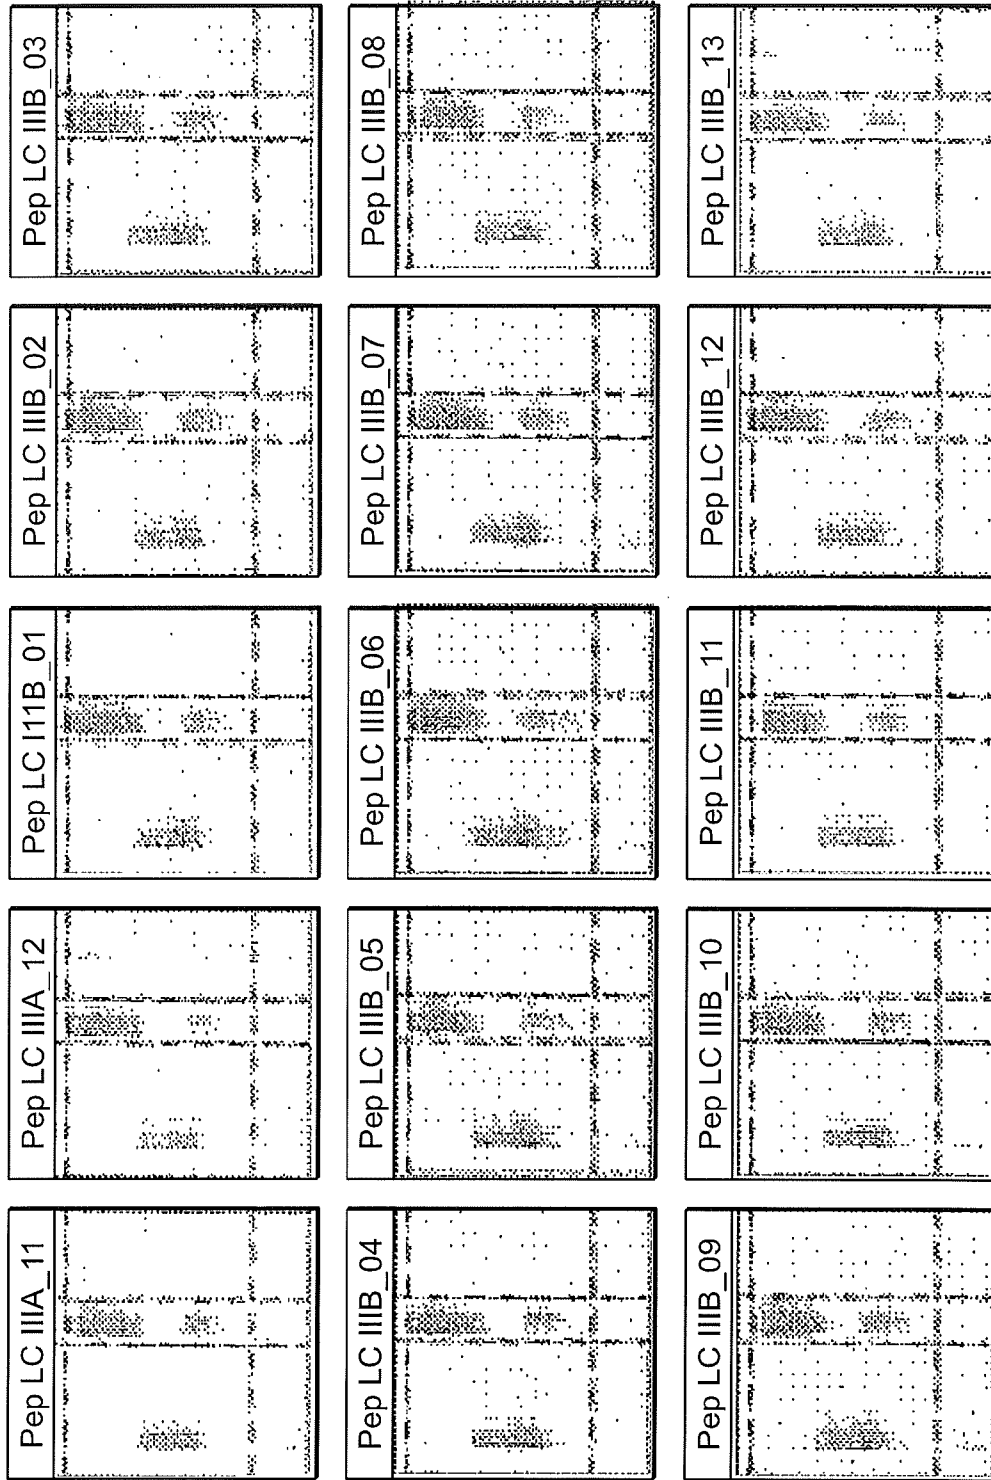 Pep LC IIIA_11
Pep LC IIIA_12
Pep LC I11B_01
Pep LC IIIB_02
Pep LC IIIB_03
Pep LC IIIB_04
Pep LC IIIB_05
Pep LC IIIB_06
Pep LC IIIB_07
Pep LC IIIB_08
Pep LC IIIB_09
Pep LC IIIB_10
Pep LC IIIB_11
Pep LC IIIB_12
Pep LC IIIB_13